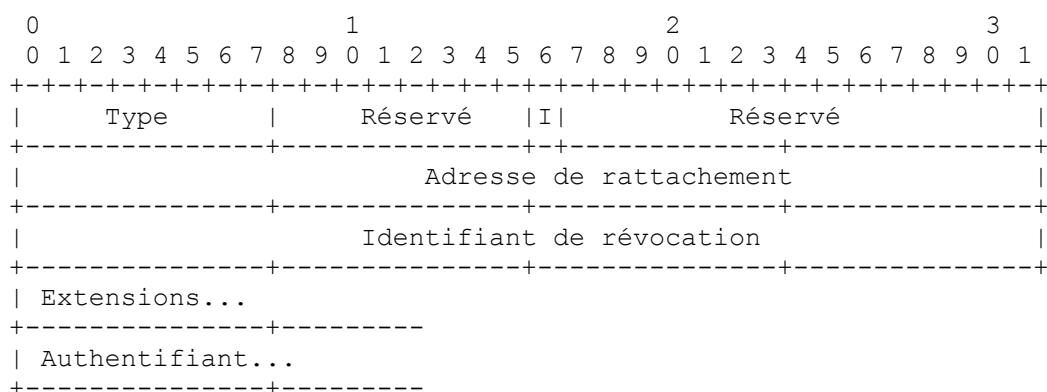 0                   1                   2                   3
 0 1 2 3 4 5 6 7 8 9 0 1 2 3 4 5 6 7 8 9 0 1 2 3 4 5 6 7 8 9 0 1
+-+-+-+-+-+-+-+-+-+-+-+-+-+-+-+-+-+-+-+-+-+-+-+-+-+-+-+-+-+-+-+-+
|     Type      |     Réservé   |I|          Réservé            |
+---------------+---------------+-+-------------+---------------+
|                         Adresse de rattachement               |
+---------------+---------------+---------------+---------------+
|                     Identifiant de révocation                 |
+---------------+---------------+---------------+---------------+
| Extensions...
+---------------+---------
| Authentifiant...
+---------------+---------